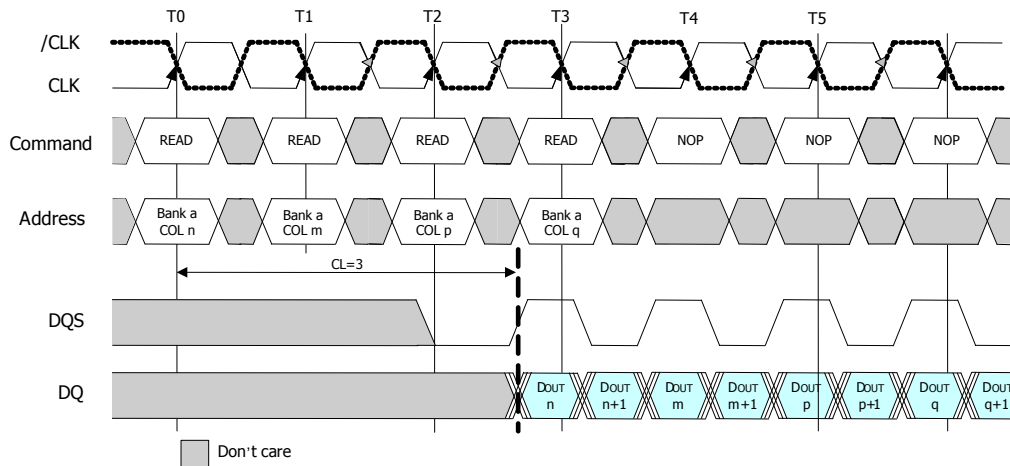 T0 T1 T2 T3 T4 T5
/CLK
CLK
Command READ READ READ READ NOP NOP NOP
Address Bank a Bank a Bank a Bank a
COL n COL m COL p COL q
CL=3
DQS
DQ DOUT DOUT DOUT DOUT DOUT DOUT DOUT DOUT
n n+1 m m+1 p p+1 q q+1
Don't care